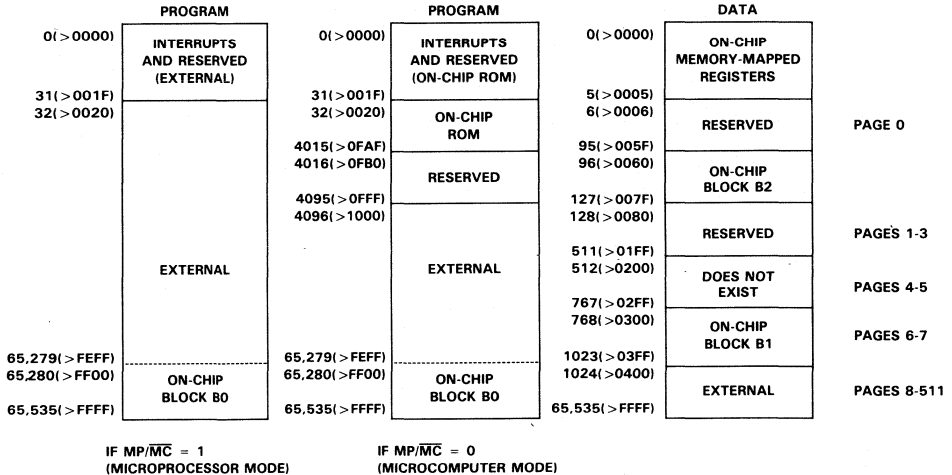 PROGRAM
0(>0000)
INTERRUPTS
AND RESERVED
(EXTERNAL)
31(>001F)
32(>0020)
EXTERNAL
65,279(>FEFF)
65,280(>FF00)
ON-CHIP
BLOCK B0
65,535(>FFFF)
IF MP/M̅C̅ = 1
(MICROPROCESSOR MODE)
PROGRAM
0(>0000)
INTERRUPTS
AND RESERVED
(ON-CHIP ROM)
31(>001F)
32(>0020)
ON-CHIP
ROM
4015(>0FAF)
4016(>0FB0)
RESERVED
4095(>0FFF)
4096(>1000)
EXTERNAL
65,279(>FEFF)
65,280(>FF00)
ON-CHIP
BLOCK B0
65,535(>FFFF)
IF MP/M̅C̅ = 0
(MICROCOMPUTER MODE)
DATA
0(>0000)
ON-CHIP
MEMORY-MAPPED
REGISTERS
5(>0005)
6(>0006)
RESERVED
PAGE 0
95(>005F)
96(>0060)
ON-CHIP
BLOCK B2
127(>007F)
128(>0080)
RESERVED
PAGES 1-3
511(>01FF)
512(>0200)
DOES NOT
EXIST
PAGES 4-5
767(>02FF)
768(>0300)
ON-CHIP
BLOCK B1
PAGES 6-7
1023(>03FF)
1024(>0400)
EXTERNAL
PAGES 8-511
65,535(>FFFF)